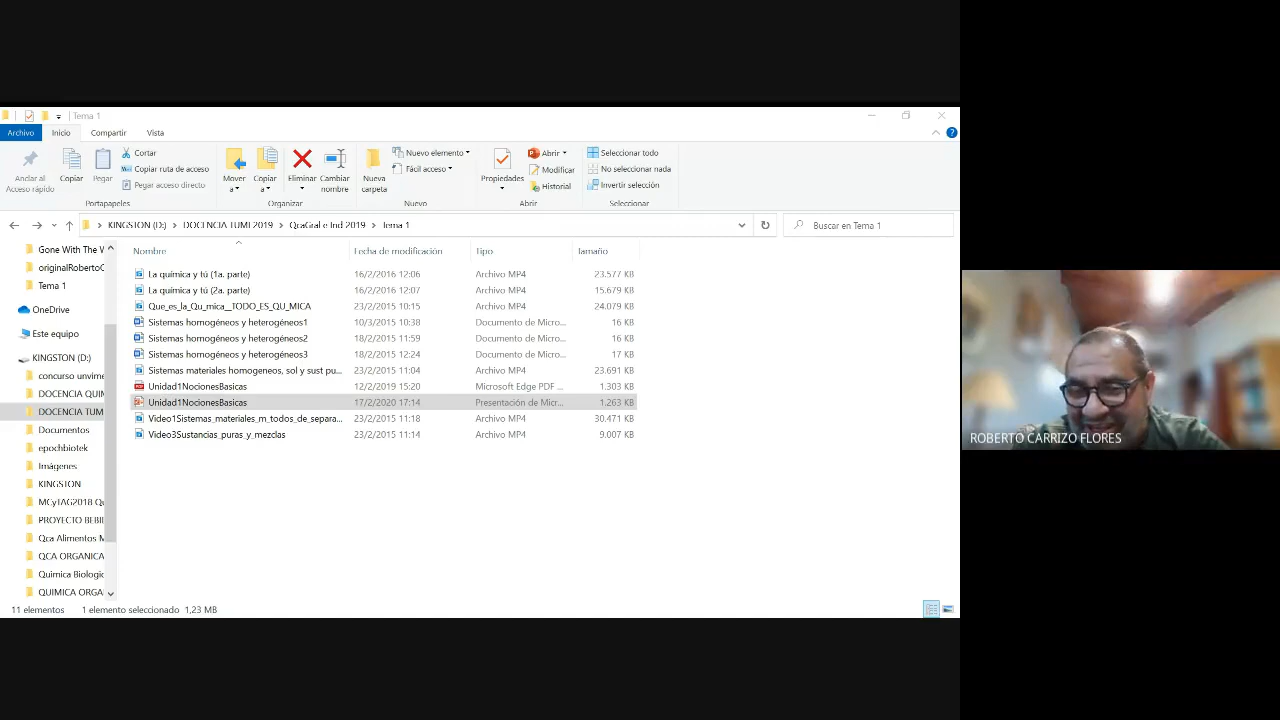 Tema 1
Archivo Inicio Compartir Vista
Anclar al Acceso rápido
Copiar
Pegar
Cortar
Copiar ruta de acceso
Pegar acceso directo
Portapapeles
Mover a
Copiar a
Eliminar
Cambiar nombre
Organizar
Nueva carpeta
Nuevo elemento
Fácil acceso
Nuevo
Propiedades
Abrir
Modificar
Historial
Abrir
Seleccionar todo
No seleccionar nada
Invertir selección
Seleccionar
KINGSTON (D:) > DOCENCIA TUMI 2019 > QcaGral e Ind 2019 > Tema 1
Buscar en Tema 1
Gone With The W
originalRobertoC
Tema 1
OneDrive
Este equipo
KINGSTON (D:)
concurso unvime
DOCENCIA QUIN
DOCENCIA TUM
Documentos
epochbiotek
Imágenes
KINGSTON
MCyTAG2018 Qu
PROYECTO BEBI
Qca Alimentos M
QCA ORGANICA
Quimica Biologic
QUIMICA ORGA
Nombre Fecha de modificación Tipo Tamaño
La química y tú (1a. parte) 16/2/2016 12:06 Archivo MP4 23.577 KB
La química y tú (2a. parte) 16/2/2016 12:07 Archivo MP4 15.679 KB
Que_es_la_Qu_mica__TODO_ES_QU_MICA 23/2/2015 10:15 Archivo MP4 24.079 KB
Sistemas homogéneos y heterogéneos1 10/3/2015 10:38 Documento de Micro... 16 KB
Sistemas homogéneos y heterogéneos2 18/2/2015 11:59 Documento de Micro... 16 KB
Sistemas homogéneos y heterogéneos3 18/2/2015 12:24 Documento de Micro... 17 KB
Sistemas materiales homogeneos, sol y sust pu... 23/2/2015 11:04 Archivo MP4 23.691 KB
Unidad1NocionesBasicas 12/2/2019 15:20 Microsoft Edge PDF ... 1.303 KB
Unidad1NocionesBasicas 17/2/2020 17:14 Presentación de Micr... 1.263 KB
Video1Sistemas_materiales_m_todos_de_separa... 23/2/2015 11:18 Archivo MP4 30.471 KB
Video3Sustancias_puras_y_mezclas 23/2/2015 11:14 Archivo MP4 9.007 KB
11 elementos 1 elemento seleccionado 1,23 MB
ROBERTO CARRIZO FLORES